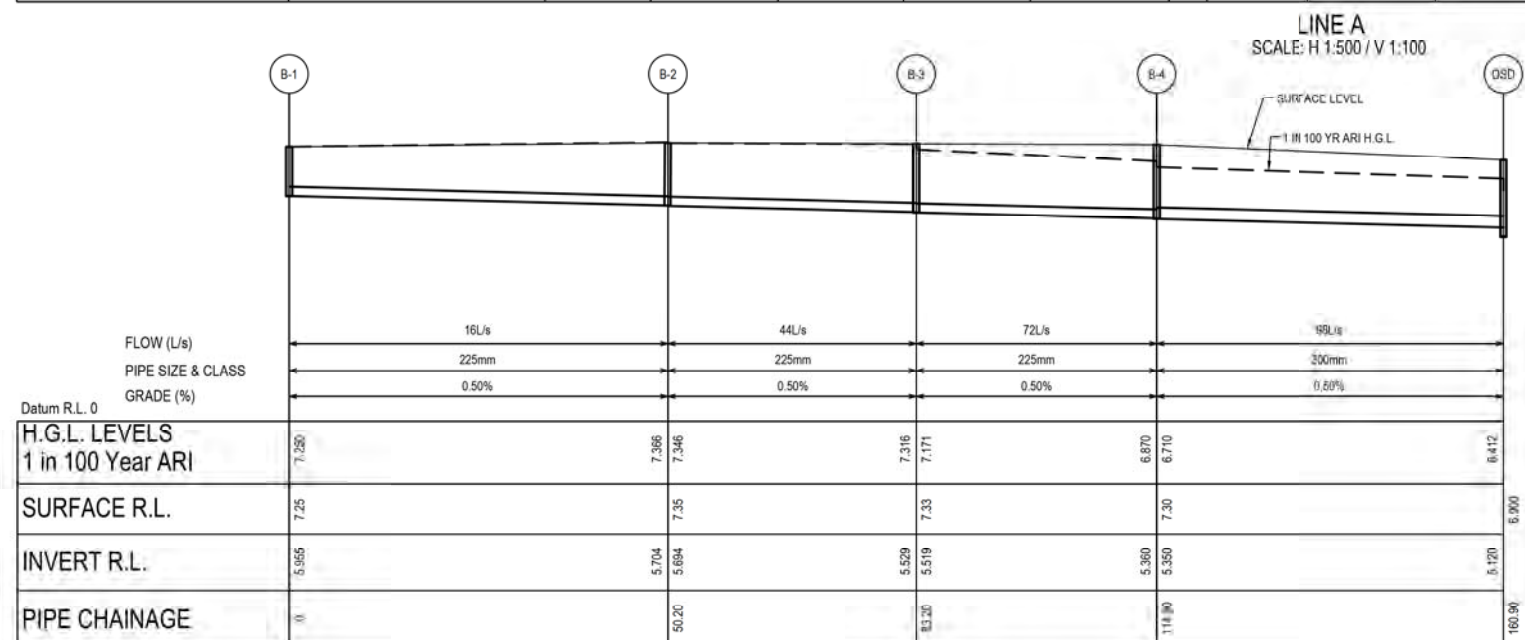 LINE A
SCALE: H 1:500 / V 1:100
B-1 B-2 B-3 B-4 OSD
SURFACE LEVEL
1 IN 100 YR ARI H.G.L.
FLOW (L/s) 16L/s 44L/s 72L/s
PIPE SIZE & CLASS 225mm 225mm 225mm 300mm
GRADE (%) 0.50% 0.50% 0.50%
Datum R.L. 0
H.G.L. LEVELS
1 in 100 Year ARI 7.366 7.346 7.316 7.171 6.870 6.710 6.412
SURFACE R.L. 7.25 7.35 7.33 7.30 6.900
INVERT R.L. 5.955 5.704 5.694 5.529 5.519 5.360 5.350 5.120
PIPE CHAINAGE 0 50.20 83.20 160.90